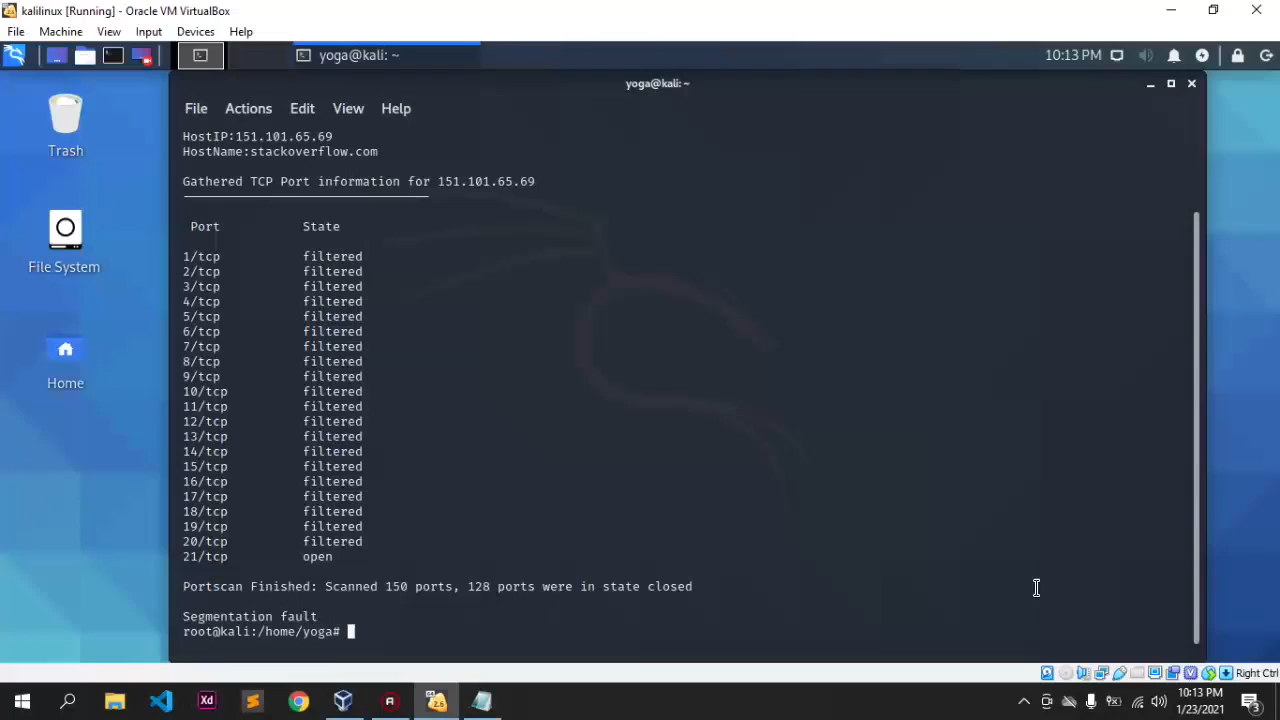 kalilinux [Running] - Oracle VM VirtualBox
File Machine View Input Devices Help
yoga@kali: ~
10:13 PM
yoga@kali: ~
File Actions Edit View Help
Trash
File System
Home
HostIP:151.101.65.69
HostName:stackoverflow.com
Gathered TCP Port information for 151.101.65.69
Port State
1/tcp filtered
2/tcp filtered
3/tcp filtered
4/tcp filtered
5/tcp filtered
6/tcp filtered
7/tcp filtered
8/tcp filtered
9/tcp filtered
10/tcp filtered
11/tcp filtered
12/tcp filtered
13/tcp filtered
14/tcp filtered
15/tcp filtered
16/tcp filtered
17/tcp filtered
18/tcp filtered
19/tcp filtered
20/tcp filtered
21/tcp open
Portscan Finished: Scanned 150 ports, 128 ports were in state closed
Segmentation fault
root@kali:/home/yoga#
Right Ctrl
Xd
10:13 PM
1/23/2021
3